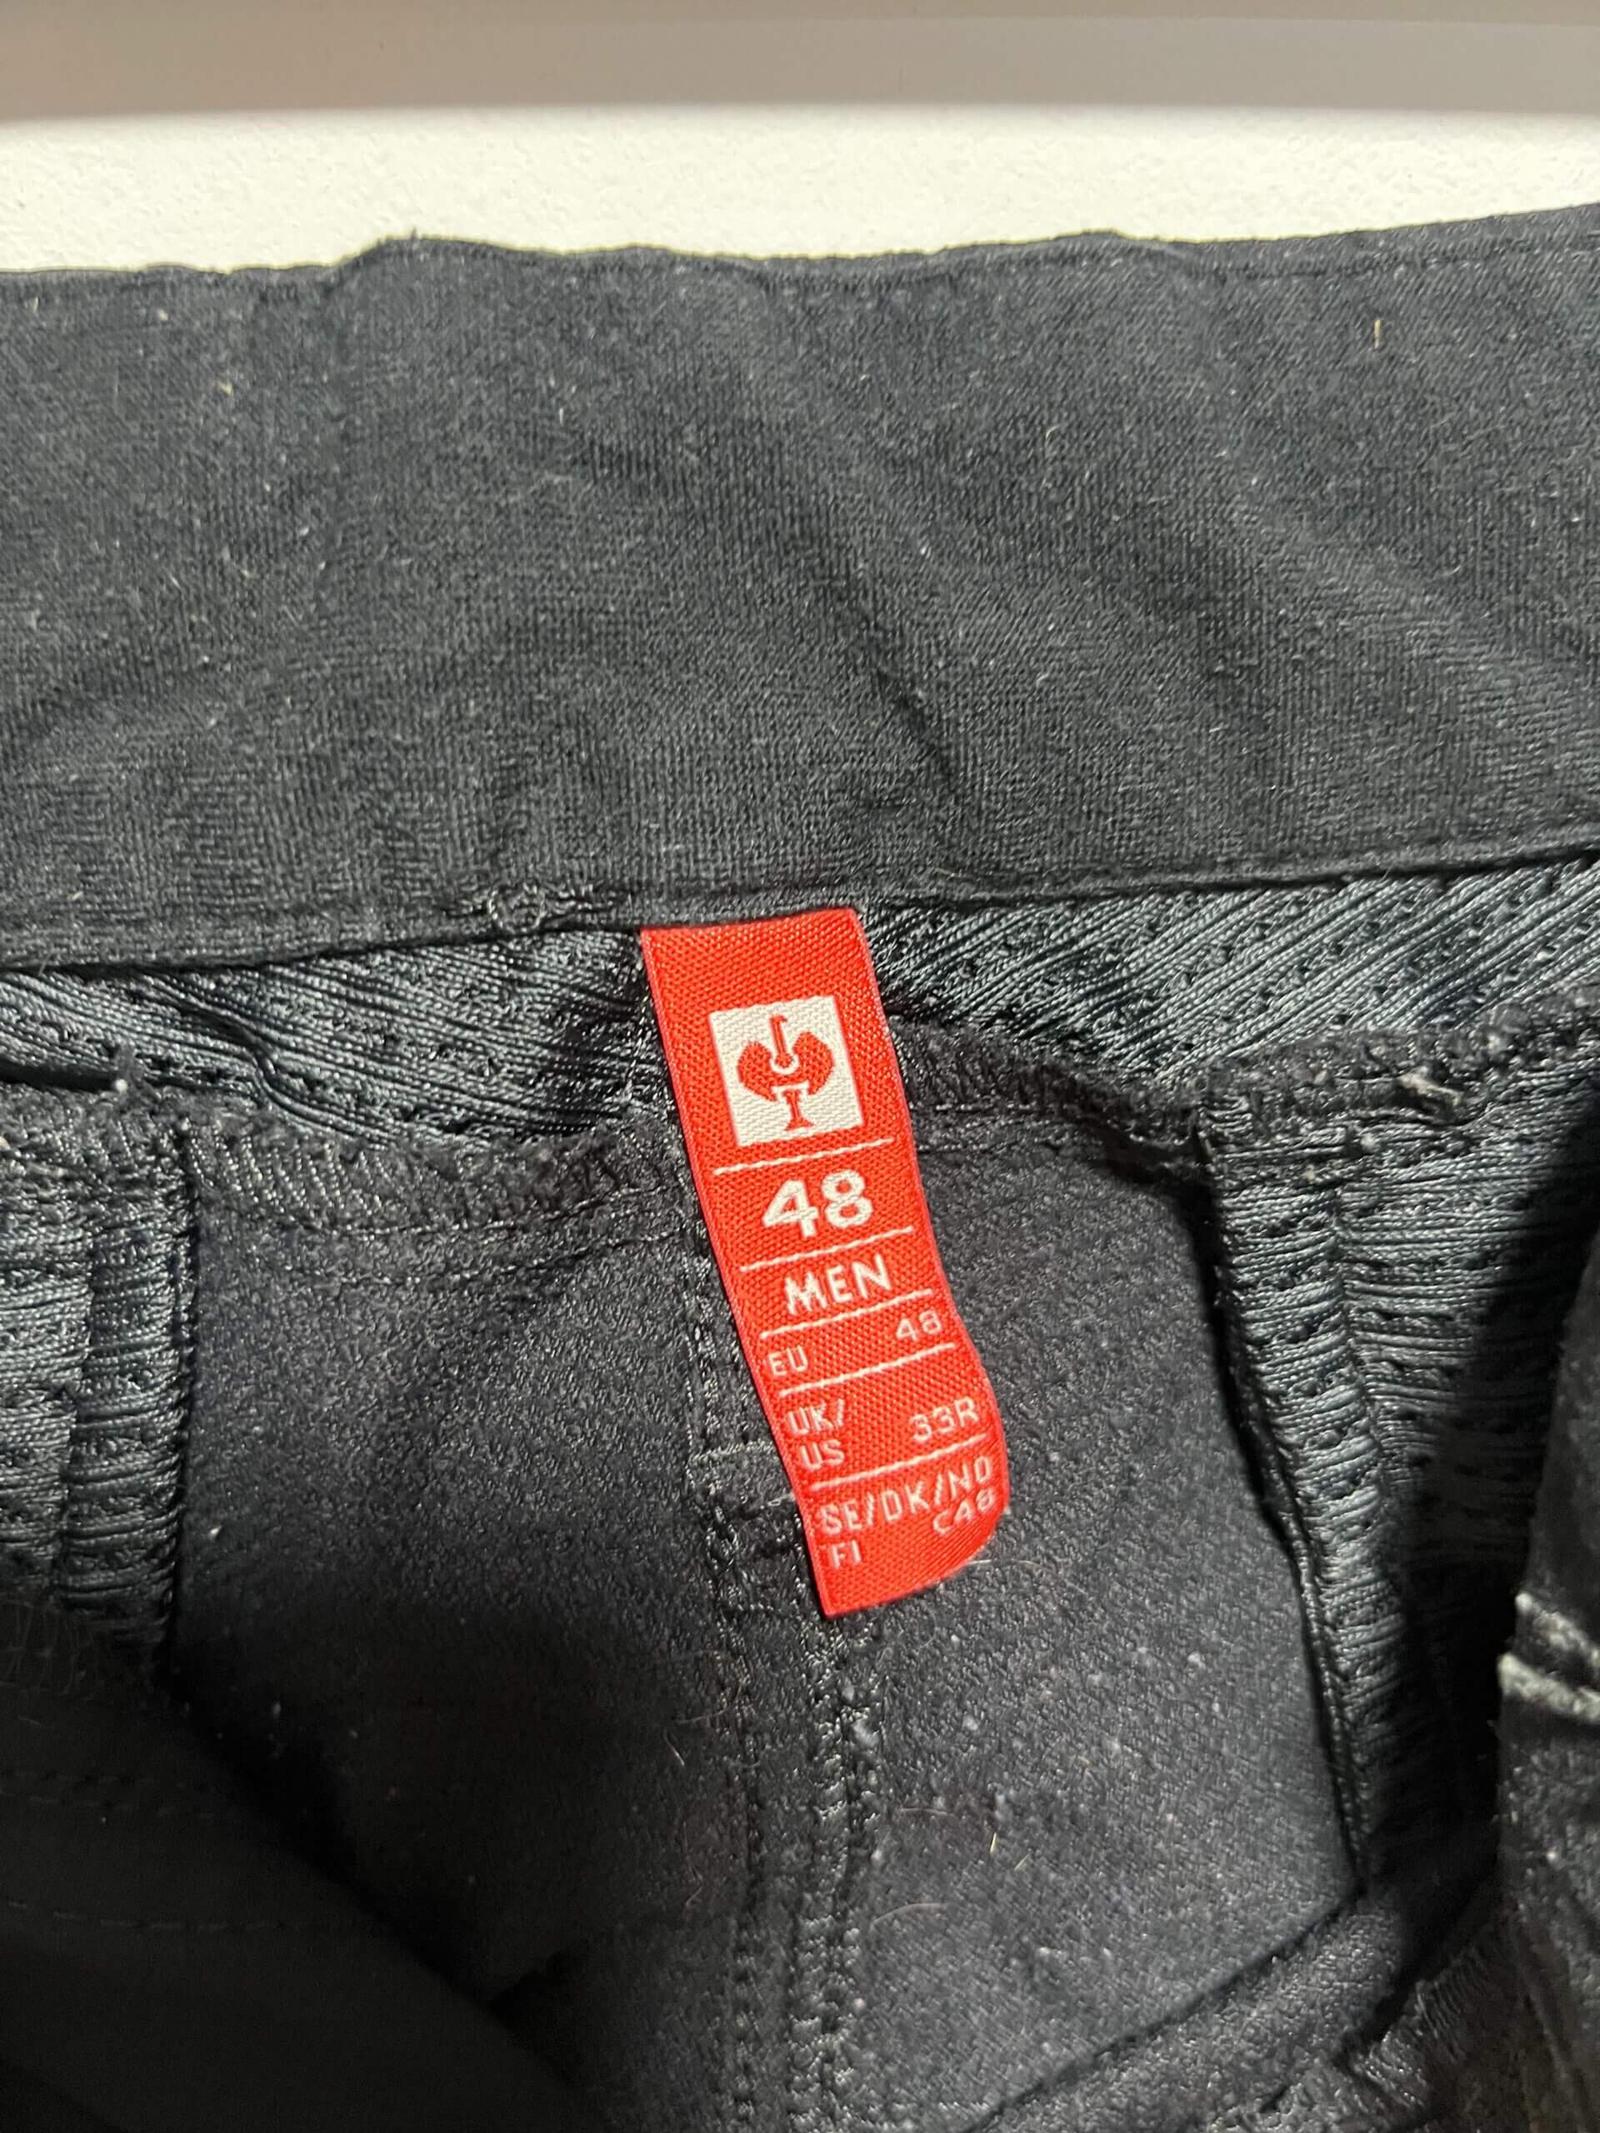 48
MEN
EU 48
UK/
US 33R
SE/DK/NO
FI C48